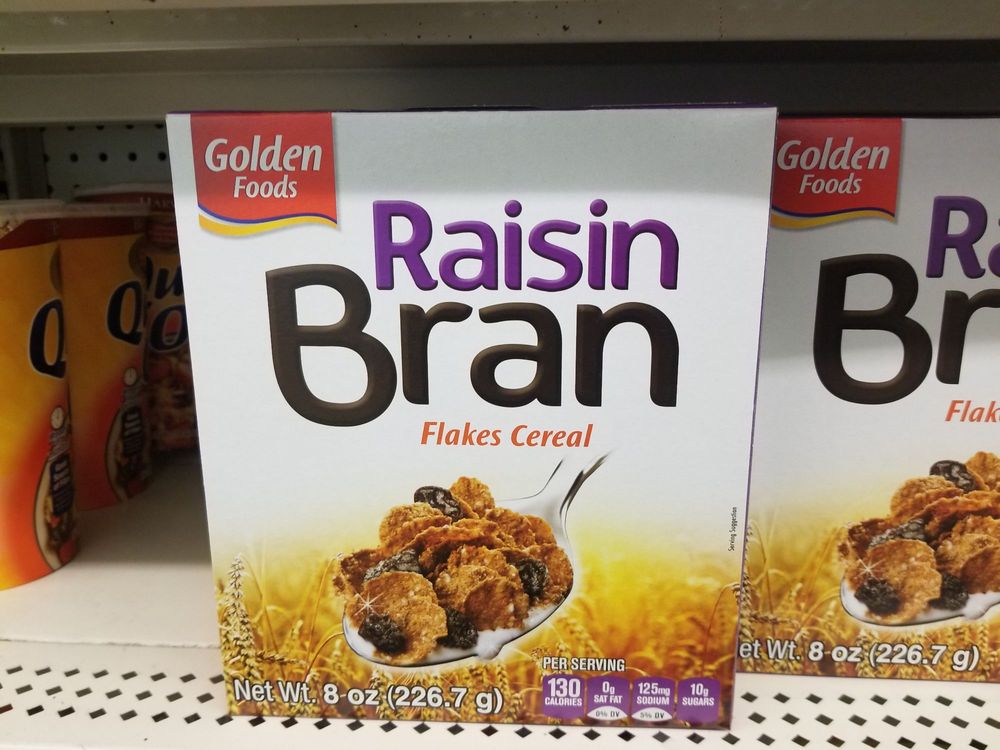 Golden
Foods
Raisin
Bran
Flakes Cereal
Serving Suggestion
PER SERVING
130
CALORIES
0g
SAT FAT
0% DV
125mg
SODIUM
5% DV
10g
SUGARS
Net Wt. 8 oz (226.7 g)
Golden
Foods
Ra
Br
Flak
et Wt. 8 oz (226.7 g)
Q
Q